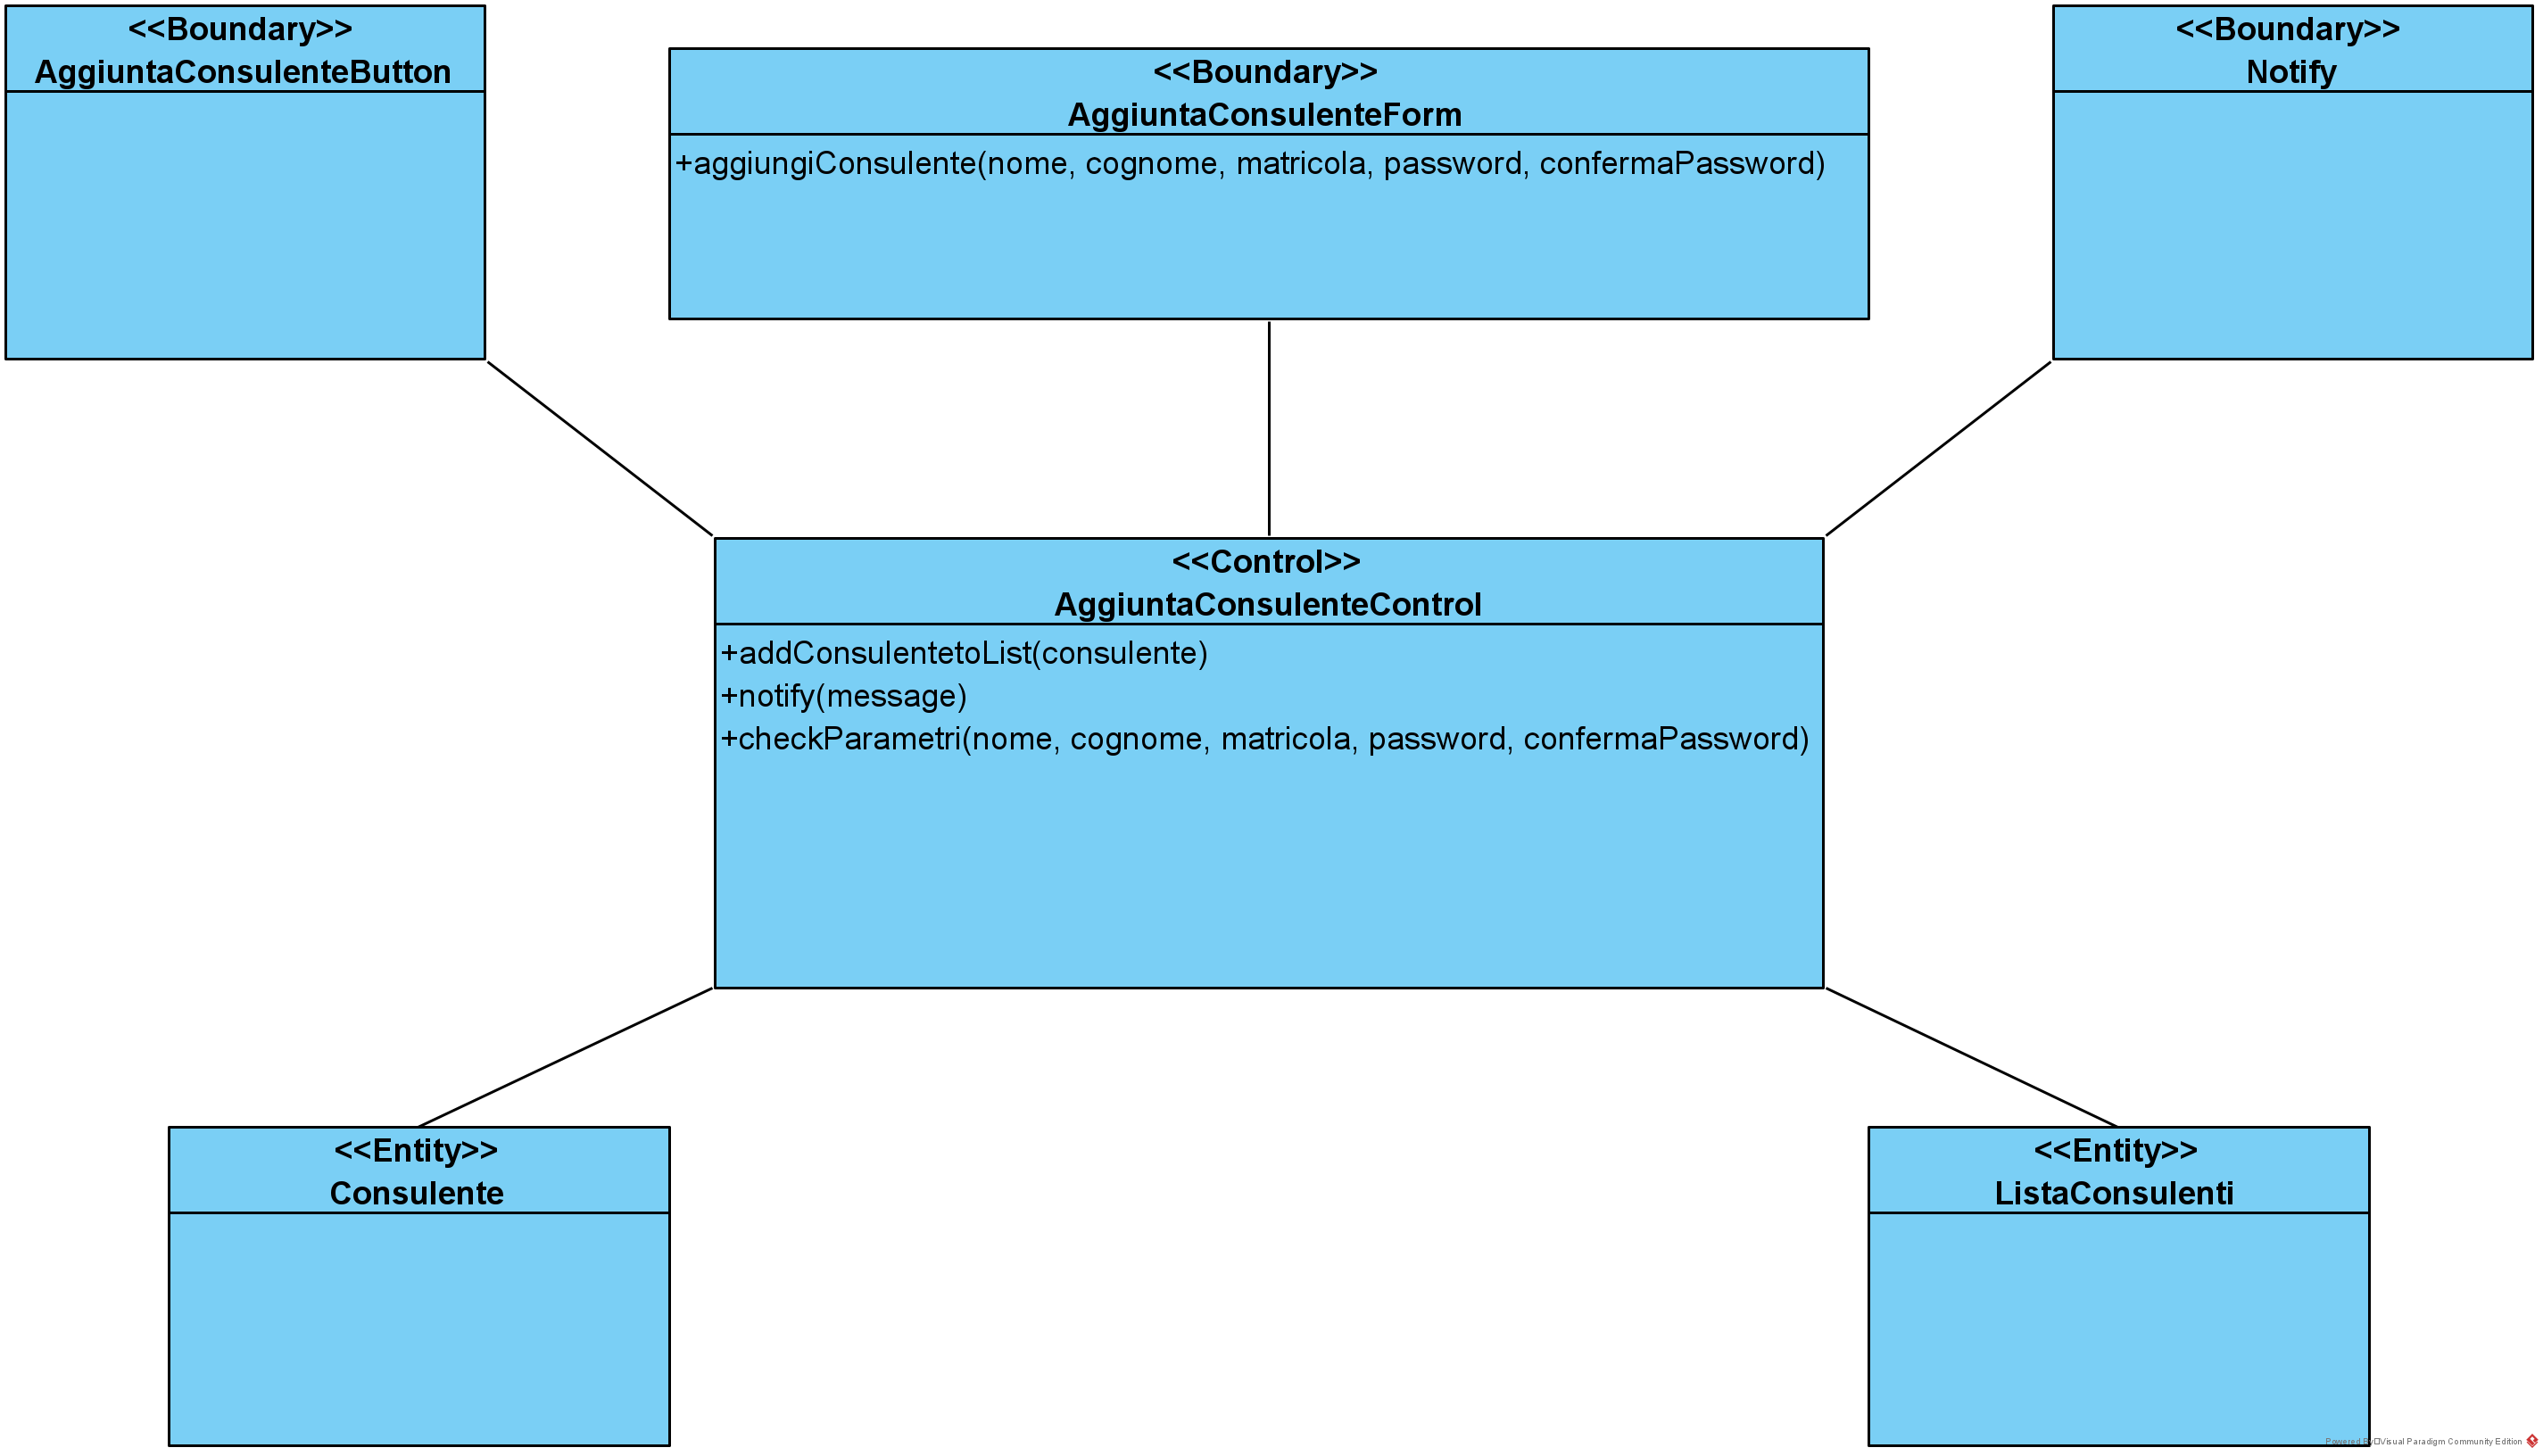 <<Boundary>>
AggiuntaConsulenteButton
<<Boundary>>
AggiuntaConsulenteForm
+aggiungiConsulente(nome, cognome, matricola, password, confermaPassword)
<<Boundary>>
Notify
<<Control>>
AggiuntaConsulenteControl
+addConsulentetoList(consulente)
+notify(message)
+checkParametri(nome, cognome, matricola, password, confermaPassword)
<<Entity>>
Consulente
<<Entity>>
ListaConsulenti
Powered By Visual Paradigm Community Edition